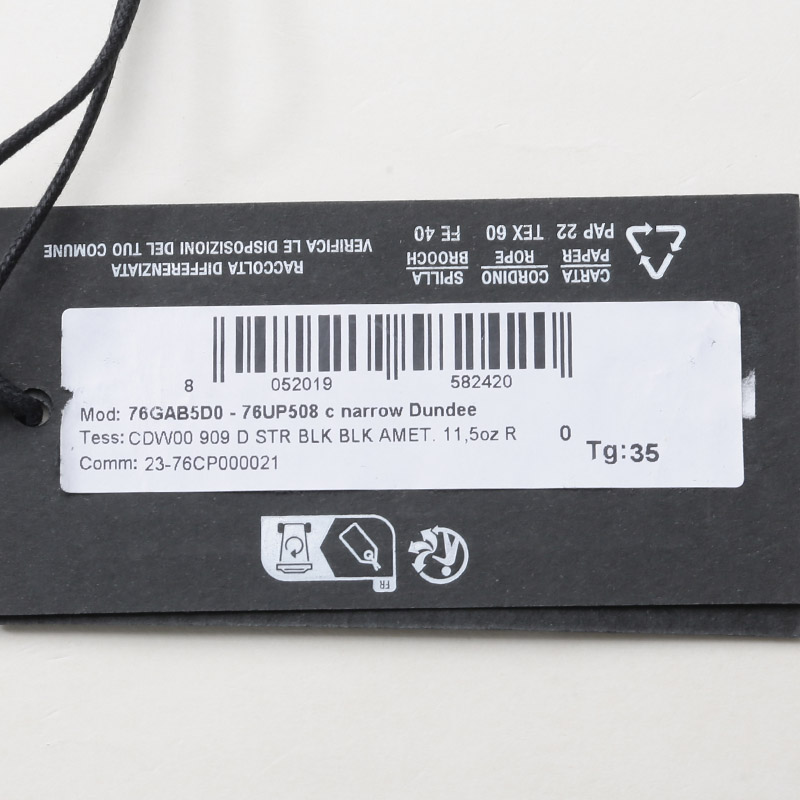 RACCOLTA DIFFERENZIATA
VERIFICA LE DISPOSIZIONI DEL TUO COMUNE
CARTA PAPER PAP 22
CORDINO ROPE TEX 60
SPILLA BROOCH FE 40
8 052019 582420
Mod: 76GAB5D0 - 76UP508 c narrow Dundee
Tess: CDW00 909 D STR BLK BLK AMET. 11,5oz R 0
Tg:35
Comm: 23-76CP000021
FR